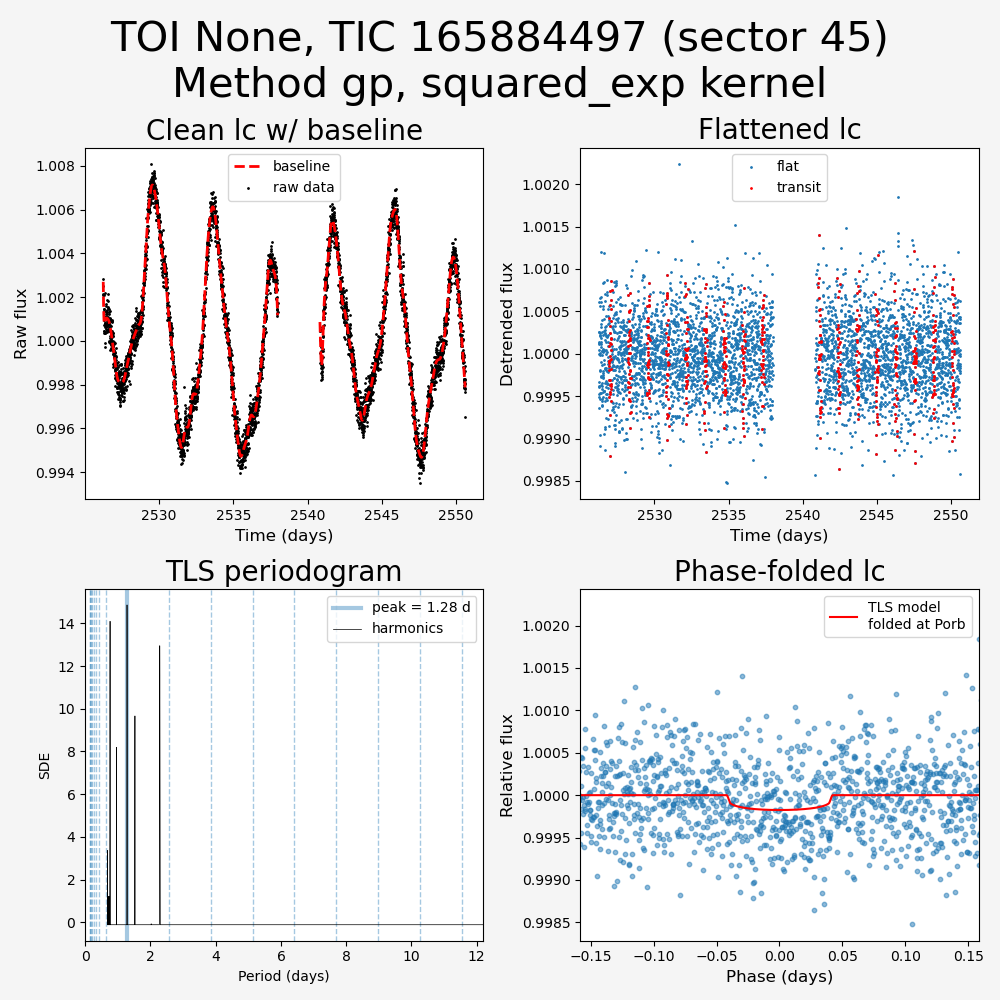 TOI None, TIC 165884497 (sector 45)
Method gp, squared_exp kernel
Clean lc w/ baseline
baseline
raw data
1.008
1.006
1.004
1.002
1.000
0.998
0.996
0.994
Raw flux
2530
2535
2540
2545
2550
Time (days)
Flattened lc
flat
transit
1.0020
1.0015
1.0010
1.0005
1.0000
0.9995
0.9990
0.9985
Detrended flux
2530
2535
2540
2545
2550
Time (days)
TLS periodogram
peak = 1.28 d
harmonics
14
12
10
8
6
4
2
0
SDE
0
2
4
6
8
10
12
Period (days)
Phase-folded lc
TLS model
folded at Porb
1.0020
1.0015
1.0010
1.0005
1.0000
0.9995
0.9990
0.9985
Relative flux
−0.15
−0.10
−0.05
0.00
0.05
0.10
0.15
Phase (days)